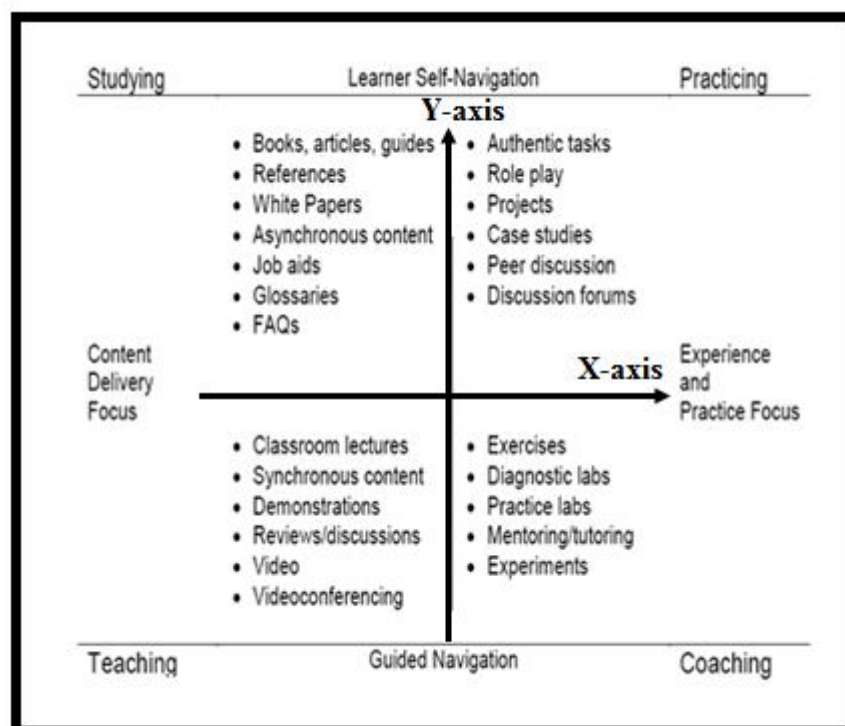 Studying Learner Self-Navigation Practicing
Y-axis
• Books, articles, guides
• References
• White Papers
• Asynchronous content
• Job aids
• Glossaries
• FAQs
• Authentic tasks
• Role play
• Projects
• Case studies
• Peer discussion
• Discussion forums
Content
Delivery
Focus
X-axis
Experience
and
Practice Focus
• Classroom lectures
• Synchronous content
• Demonstrations
• Reviews/discussions
• Video
• Videoconferencing
• Exercises
• Diagnostic labs
• Practice labs
• Mentoring/tutoring
• Experiments
Teaching Guided Navigation Coaching